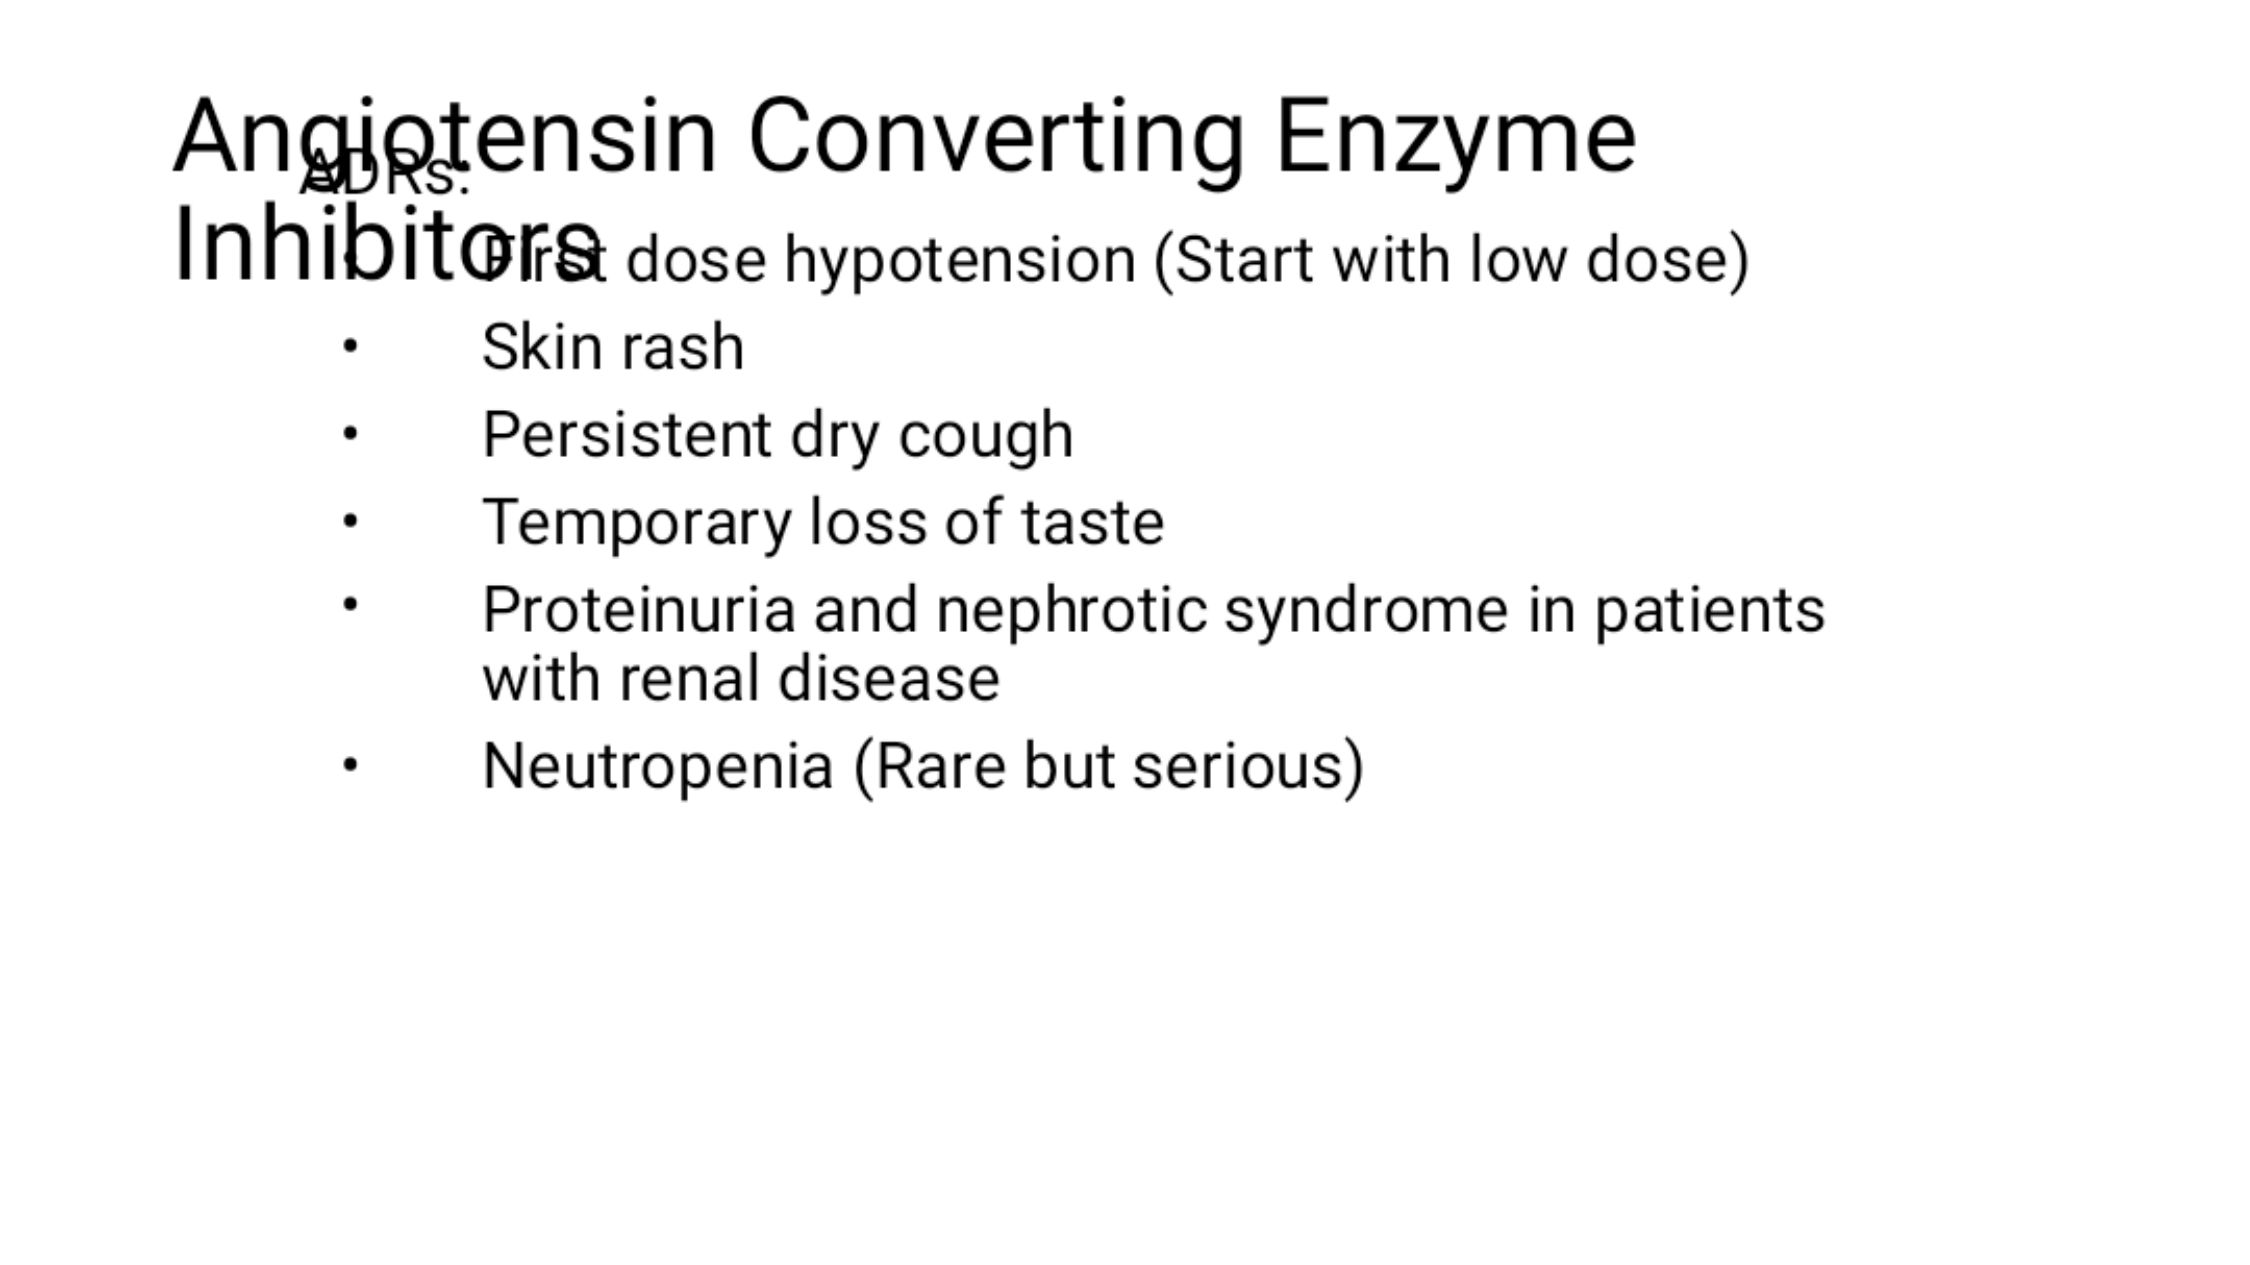 Angiotensin Converting Enzyme
Inhibitors
ADRs:
• First dose hypotension (Start with low dose)
• Skin rash
• Persistent dry cough
• Temporary loss of taste
• Proteinuria and nephrotic syndrome in patients
with renal disease
• Neutropenia (Rare but serious)